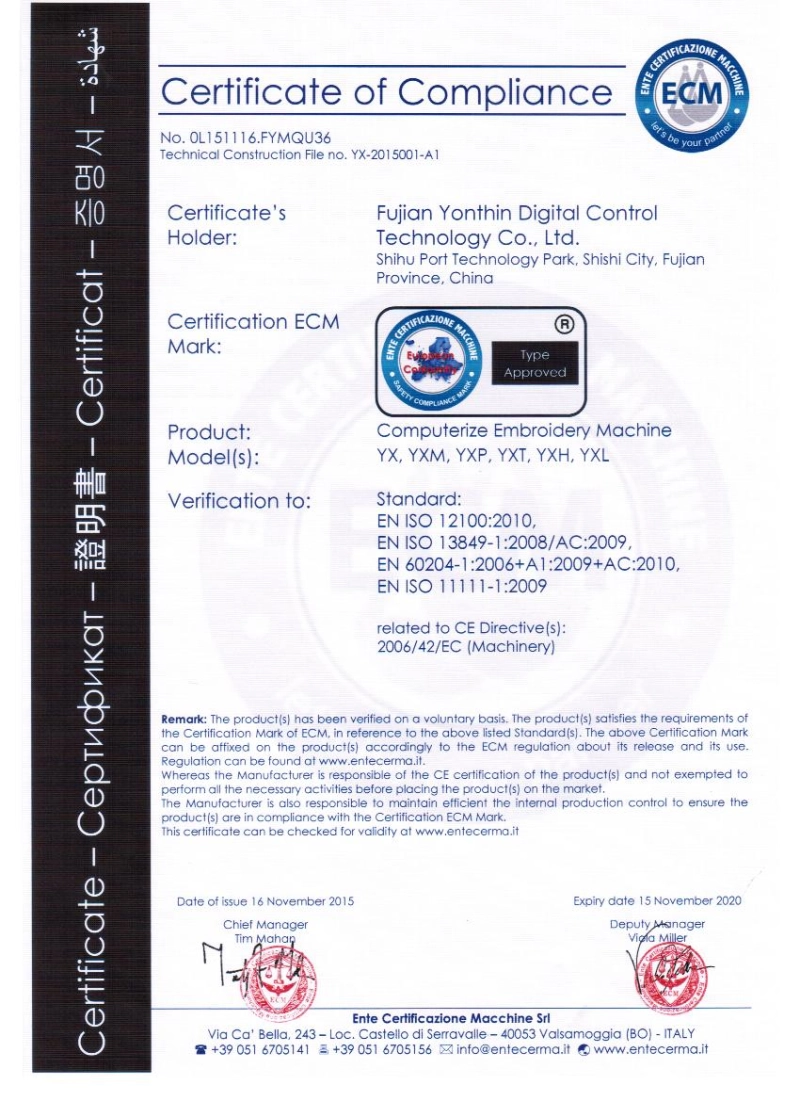 Certificate – Сертификат – 證明書 – Certificat – 증명서 – شهادة
Certificate of Compliance
ENTE CERTIFICAZIONE MACCHINE
ECM
let's be your partner
No. 0L151116.FYMQU36
Technical Construction File no. YX-2015001-A1
Certificate's
Holder:
Fujian Yonthin Digital Control
Technology Co., Ltd.
Shihu Port Technology Park, Shishi City, Fujian
Province, China
Certification ECM
Mark:
ENTE CERTIFICAZIONE MACCHINE
European
Conformity
SAFETY COMPLIANCE MARK
®
Type
Approved
Product:
Computerize Embroidery Machine
Model(s):
YX, YXM, YXP, YXT, YXH, YXL
Verification to:
Standard:
EN ISO 12100:2010,
EN ISO 13849-1:2008/AC:2009,
EN 60204-1:2006+A1:2009+AC:2010,
EN ISO 11111-1:2009
related to CE Directive(s):
2006/42/EC (Machinery)
Remark: The product(s) has been verified on a voluntary basis. The product(s) satisfies the requirements of
the Certification Mark of ECM, in reference to the above listed Standard(s). The above Certification Mark
can be affixed on the product(s) accordingly to the ECM regulation about its release and its use.
Regulation can be found at www.entecerma.it.
Whereas the Manufacturer is responsible of the CE certification of the product(s) and not exempted to
perform all the necessary activities before placing the product(s) on the market.
The Manufacturer is also responsible to maintain efficient the internal production control to ensure the
product(s) are in compliance with the Certification ECM Mark.
This certificate can be checked for validity at www.entecerma.it
Date of issue 16 November 2015
Expiry date 15 November 2020
Chief Manager
Tim Mahan
Deputy Manager
Viola Miller
ECM
ECM
Ente Certificazione Macchine Srl
Via Ca' Bella, 243 – Loc. Castello di Serravalle – 40053 Valsamoggia (BO) - ITALY
☎ +39 051 6705141 +39 051 6705156 ✉ info@entecerma.it www.entecerma.it